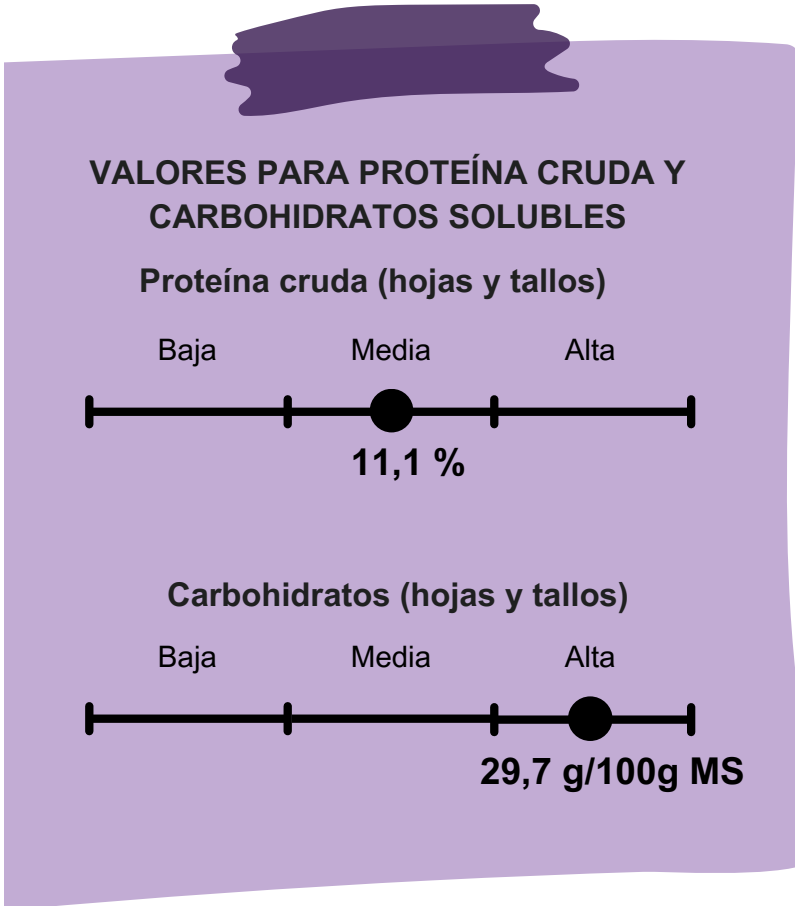 VALORES PARA PROTEÍNA CRUDA Y
CARBOHIDRATOS SOLUBLES
Proteína cruda (hojas y tallos)
Baja Media Alta
11,1 %
Carbohidratos (hojas y tallos)
Baja Media Alta
29,7 g/100g MS